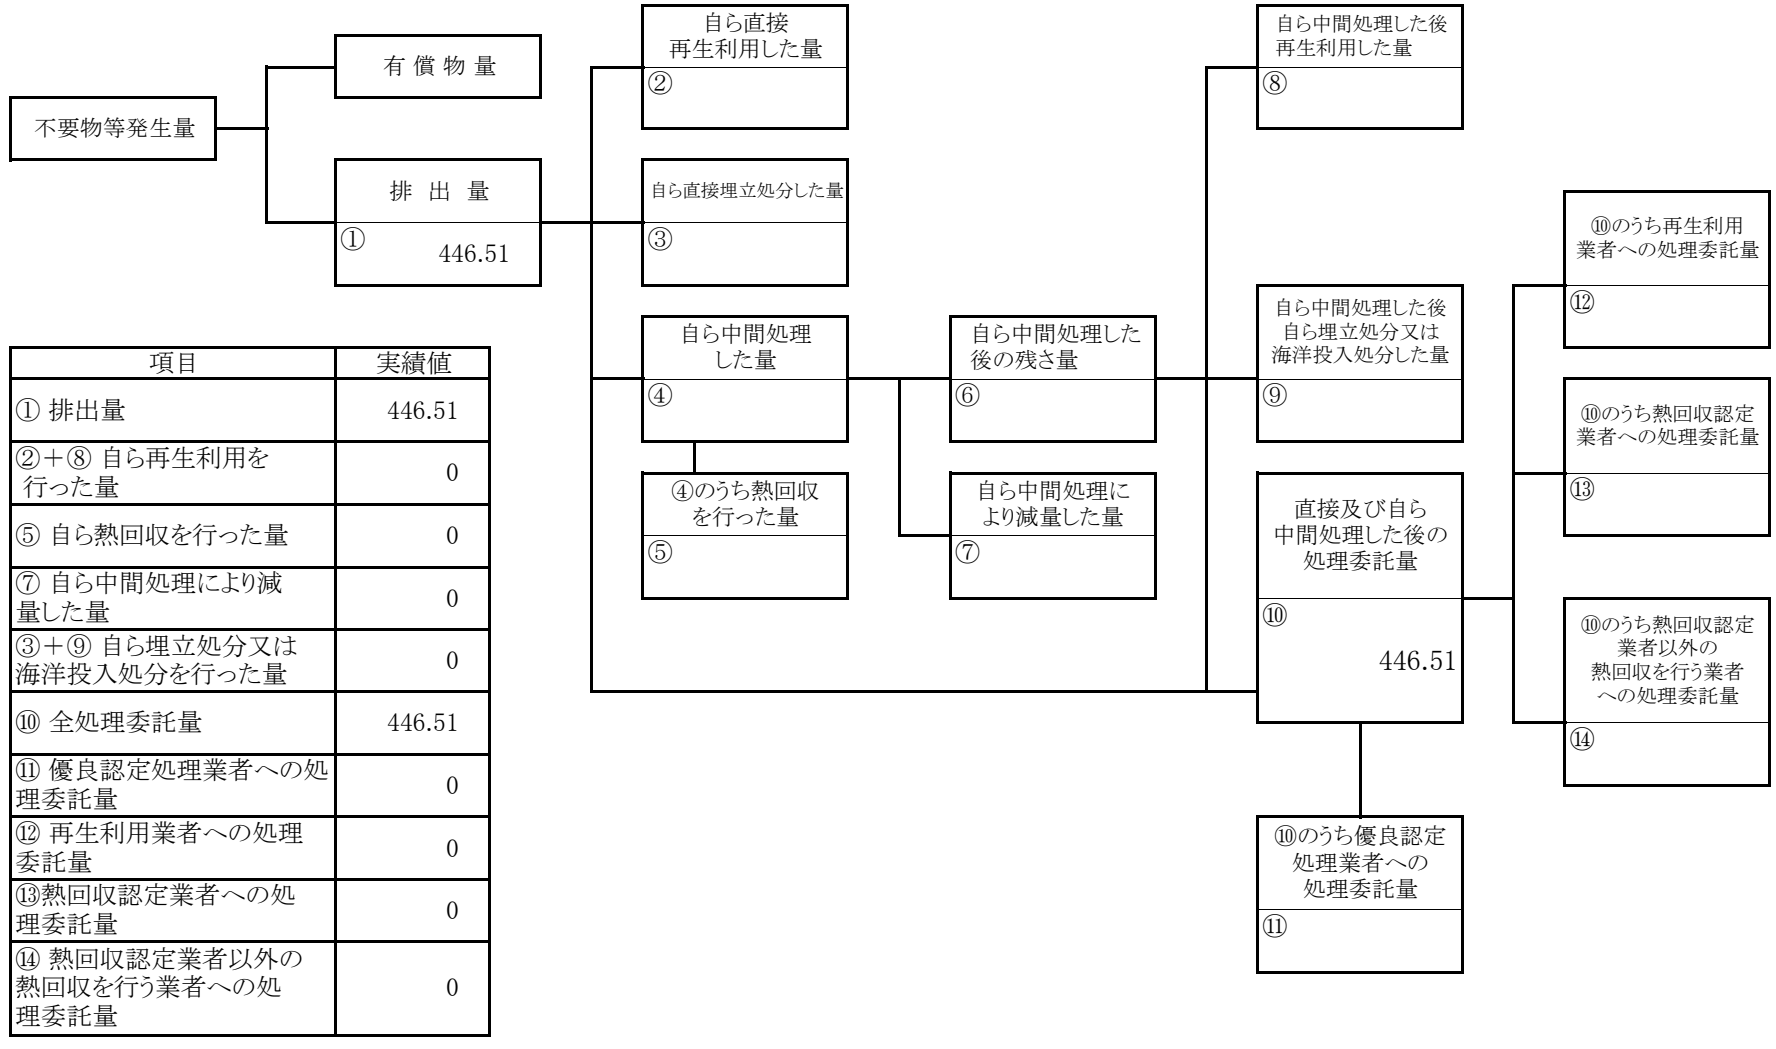 不要物等発生量
有 償 物 量
排 出 量
①
446.51
自ら直接
再生利用した量
②
自ら直接埋立処分した量
③
自ら中間処理
した量
④
④のうち熱回収
を行った量
⑤
自ら中間処理した
後の残さ量
⑥
自ら中間処理に
より減量した量
⑦
自ら中間処理した後
再生利用した量
⑧
自ら中間処理した後
自ら埋立処分又は
海洋投入処分した量
⑨
直接及び自ら
中間処理した後の
処理委託量
⑩
446.51
⑩のうち優良認定
処理業者への
処理委託量
⑪
⑩のうち再生利用
業者への処理委託量
⑫
⑩のうち熱回収認定
業者への処理委託量
⑬
⑩のうち熱回収認定
業者以外の
熱回収を行う業者
への処理委託量
⑭
項目 実績値
① 排出量 446.51
②＋⑧ 自ら再生利用を
行った量 0
⑤ 自ら熱回収を行った量 0
⑦ 自ら中間処理により減
量した量 0
③＋⑨ 自ら埋立処分又は
海洋投入処分を行った量 0
⑩ 全処理委託量 446.51
⑪ 優良認定処理業者への処
理委託量 0
⑫ 再生利用業者への処理
委託量 0
⑬熱回収認定業者への処
理委託量 0
⑭ 熱回収認定業者以外の
熱回収を行う業者への処
理委託量 0